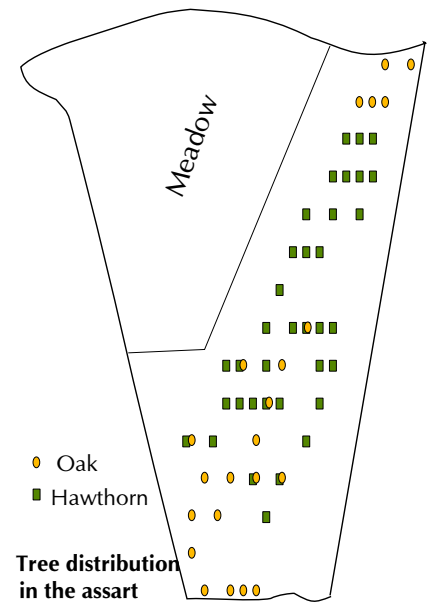 Meadow
Oak
Hawthorn
Tree distribution
in the assart